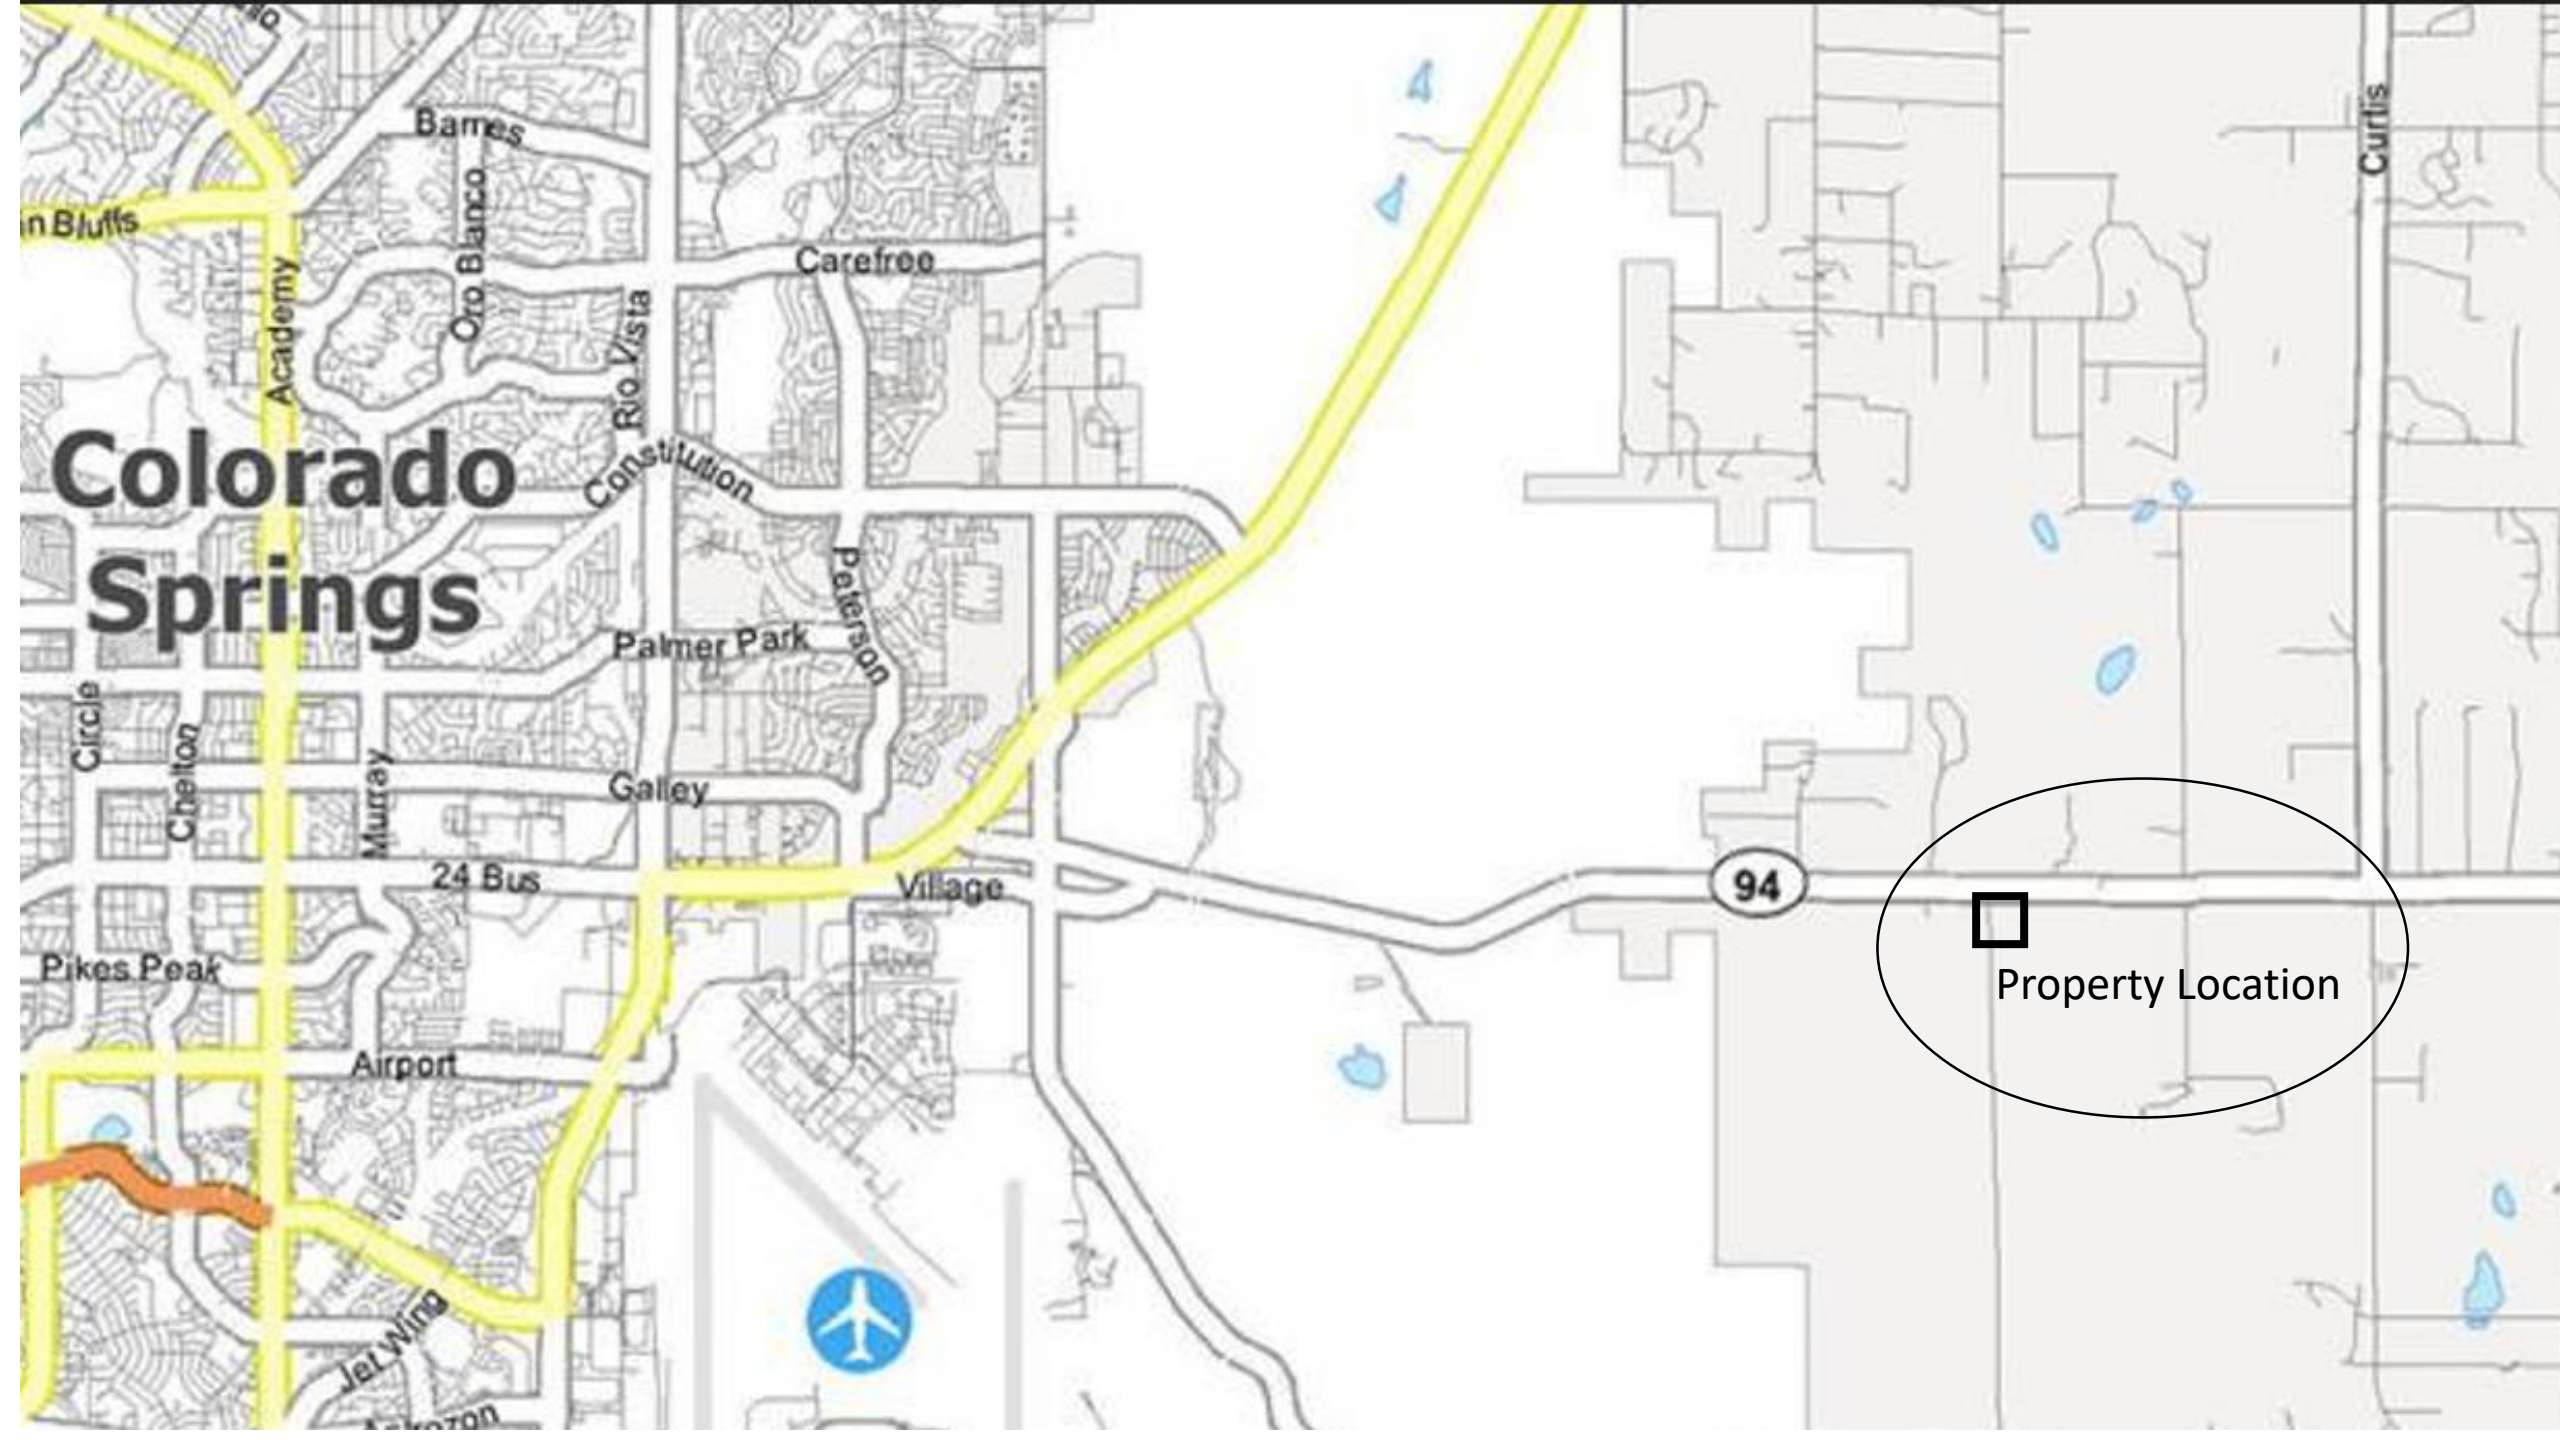 Barnes
Curtis
n Bluffs
Oro Blanco
Carefree
Academy
Rio Vista
Colorado
Springs
Constitution
Peterson
Palmer Park
Circle
Chelton
Murray
Galley
24 Bus
Village
94
Pikes Peak
Property Location
Airport
Jet Wing